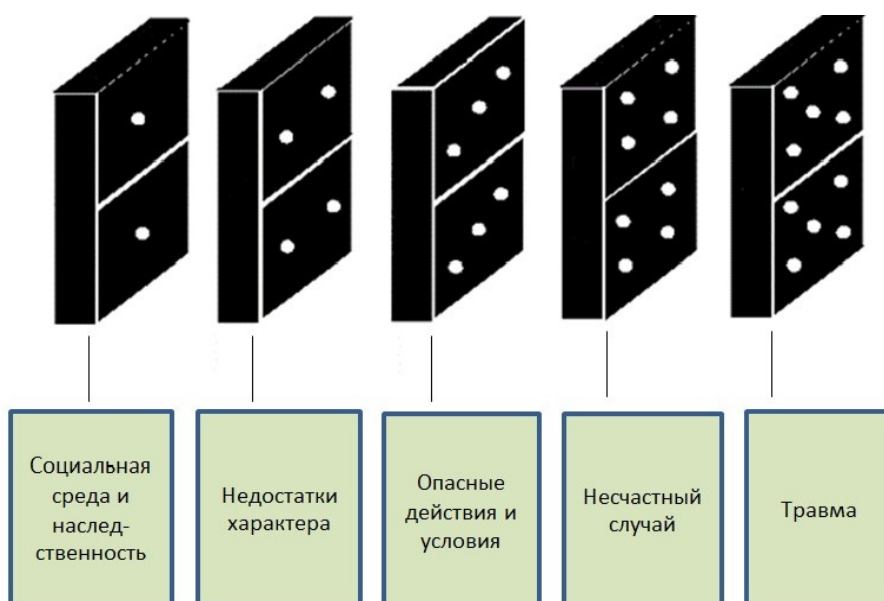 Социальная
среда и
наслед-
ственность
Недостатки
характера
Опасные
действия и
условия
Несчастный
случай
Травма